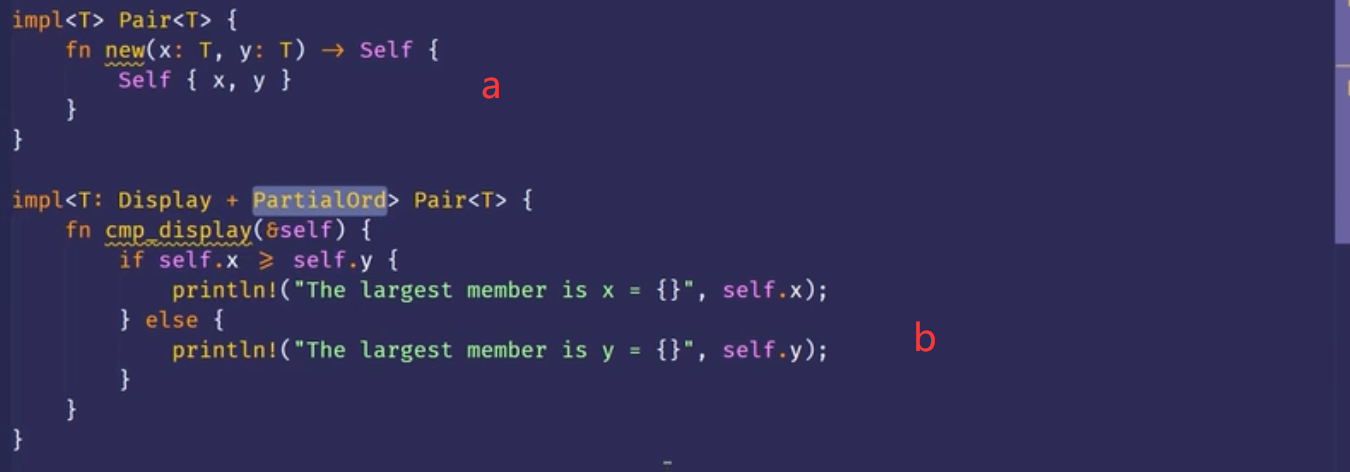 impl<T> Pair<T> {
fn new(x: T, y: T) → Self {
Self { x, y }
}
}
a
impl<T: Display + PartialOrd> Pair<T> {
fn cmp_display(&self) {
if self.x ⩾ self.y {
println!("The largest member is x = {}", self.x);
} else {
println!("The largest member is y = {}", self.y);
}
}
}
b